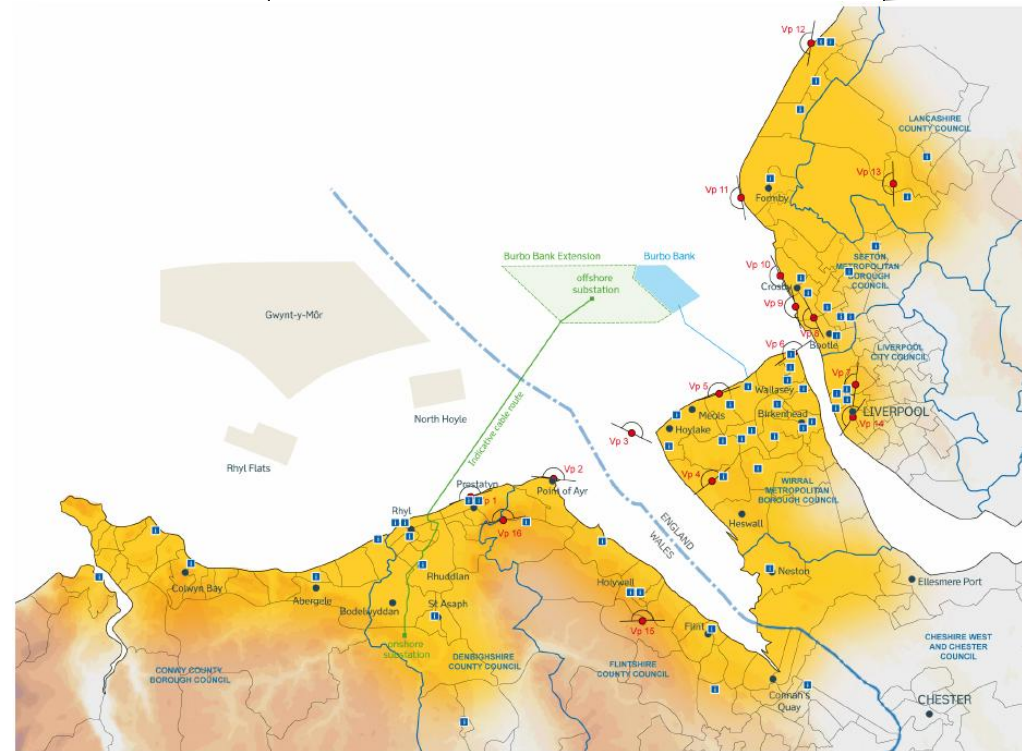 Vp 12
LANCASHIRE
COUNTY COUNCIL
Vp 13
Vp 11
Formby
Burbo Bank Extension
Burbo Bank
offshore
substation
SEFTON
METROPOLITAN
BOROUGH
COUNCIL
Vp 10
Crosby
Vp 9
Vp 8
Bootle
Gwynt-y-Môr
Vp 6
LIVERPOOL
CITY COUNCIL
Vp 7
Vp 5
Wallasey
Meols
Birkenhead
LIVERPOOL
Vp 14
North Hoyle
Indicative cable route
Hoylake
Vp 3
Rhyl Flats
Vp 2
Point of Ayr
Vp 4
WIRRAL
METROPOLITAN
BOROUGH COUNCIL
Prestatyn
Vp 1
Rhyl
Vp 16
Heswall
ENGLAND
WALES
Colwyn Bay
Abergele
Rhuddlan
Holywell
Neston
Ellesmere Port
Bodelwyddan
St Asaph
Vp 15
Flint
onshore
substation
CONWY COUNTY
BOROUGH COUNCIL
DENBIGHSHIRE
COUNTY COUNCIL
FLINTSHIRE
COUNTY COUNCIL
CHESHIRE WEST
AND CHESTER
COUNCIL
Connah's
Quay
CHESTER